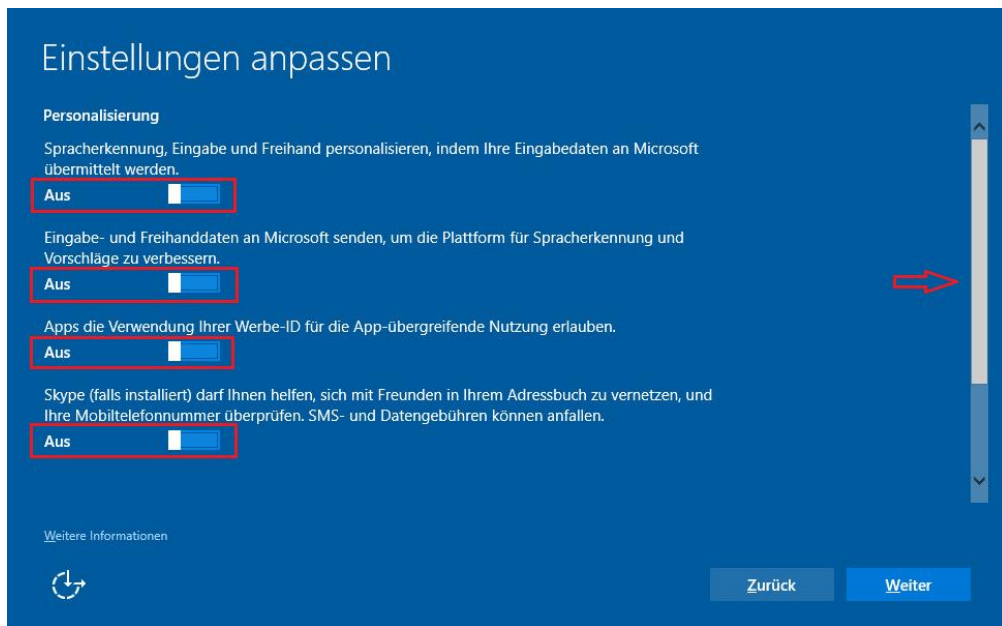 Einstellungen anpassen
Personalisierung
Spracherkennung, Eingabe und Freihand personalisieren, indem Ihre Eingabedaten an Microsoft
übermittelt werden.
Aus
Eingabe- und Freihanddaten an Microsoft senden, um die Plattform für Spracherkennung und
Vorschläge zu verbessern.
Aus
Apps die Verwendung Ihrer Werbe-ID für die App-übergreifende Nutzung erlauben.
Aus
Skype (falls installiert) darf Ihnen helfen, sich mit Freunden in Ihrem Adressbuch zu vernetzen, und
Ihre Mobiltelefonnummer überprüfen. SMS- und Datengebühren können anfallen.
Aus
Weitere Informationen
Zurück
Weiter